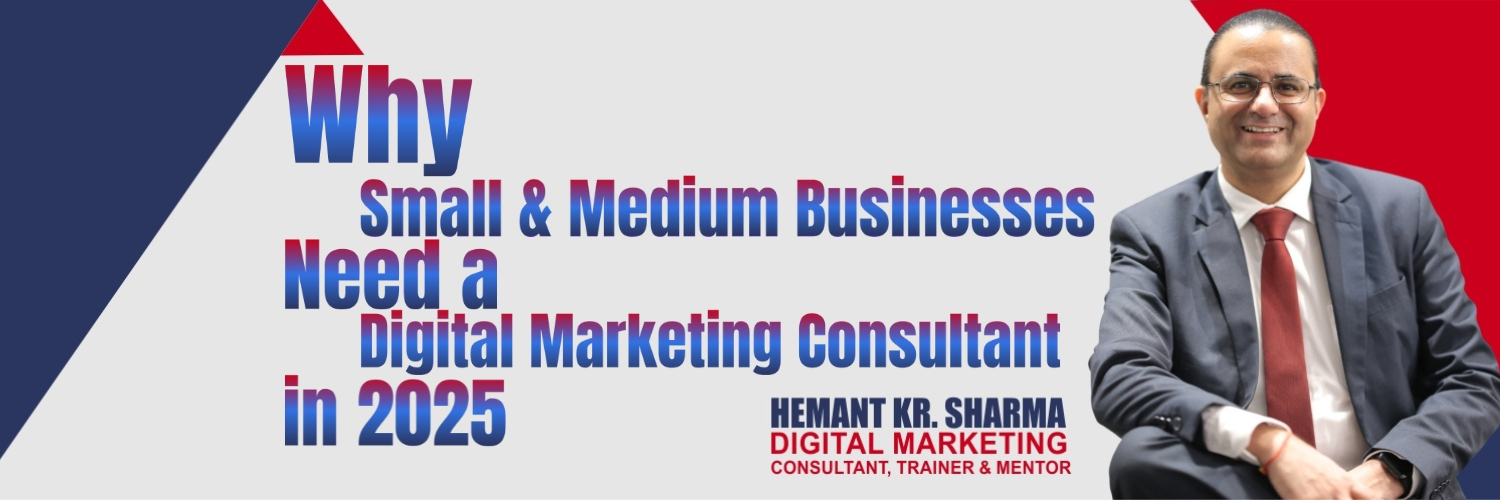 Why
Small & Medium Businesses
Need a
Digital Marketing Consultant
in 2025
HEMANT KR. SHARMA
DIGITAL MARKETING
CONSULTANT, TRAINER & MENTOR